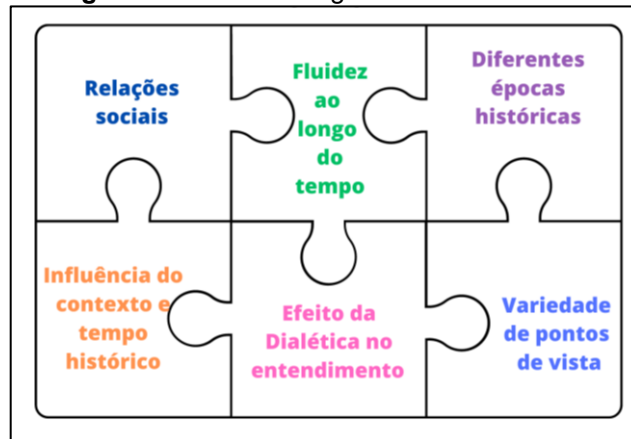 Relações
sociais
Fluidez
ao
longo
do
tempo
Diferentes
épocas
históricas
Influência do
contexto e
tempo
histórico
Efeito da
Dialética no
entendimento
Variedade
de pontos
de vista